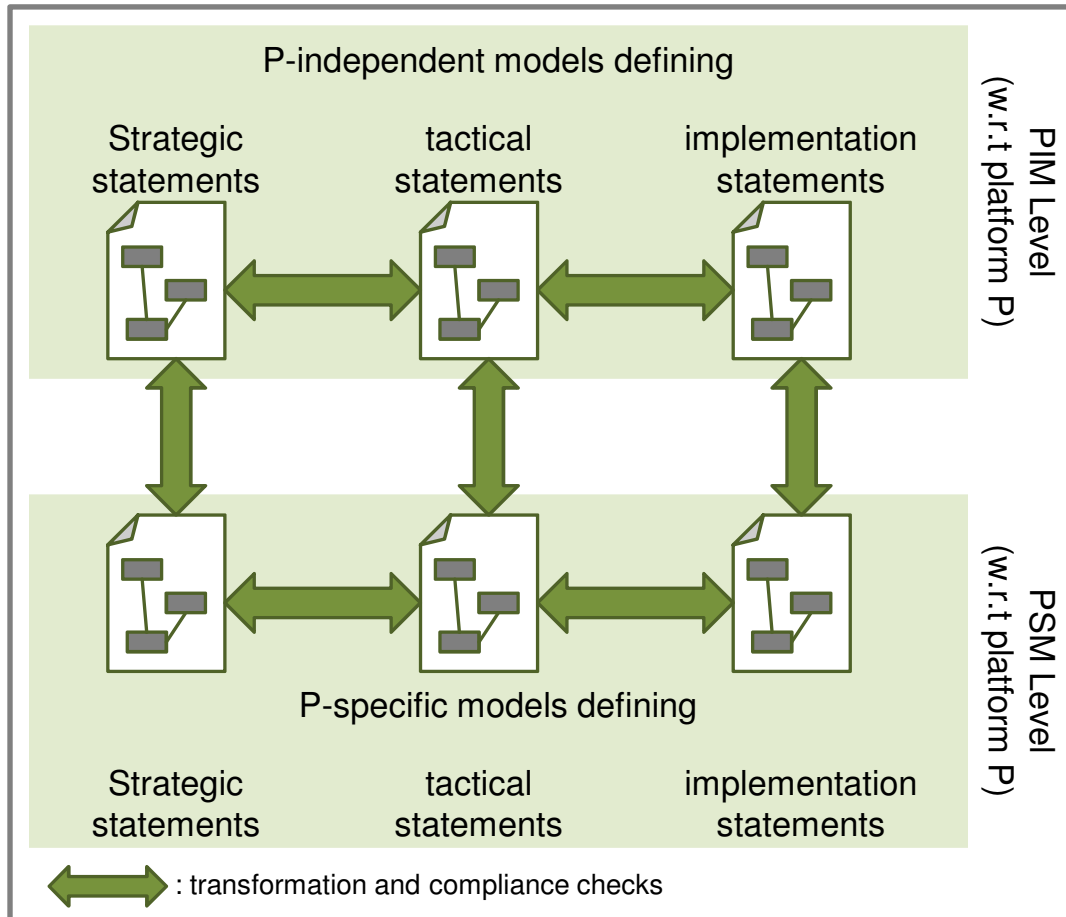 P-independent models defining
Strategic
statements
tactical
statements
implementation
statements
PIM Level
(w.r.t platform P)
P-specific models defining
Strategic
statements
tactical
statements
implementation
statements
PSM Level
(w.r.t platform P)
: transformation and compliance checks